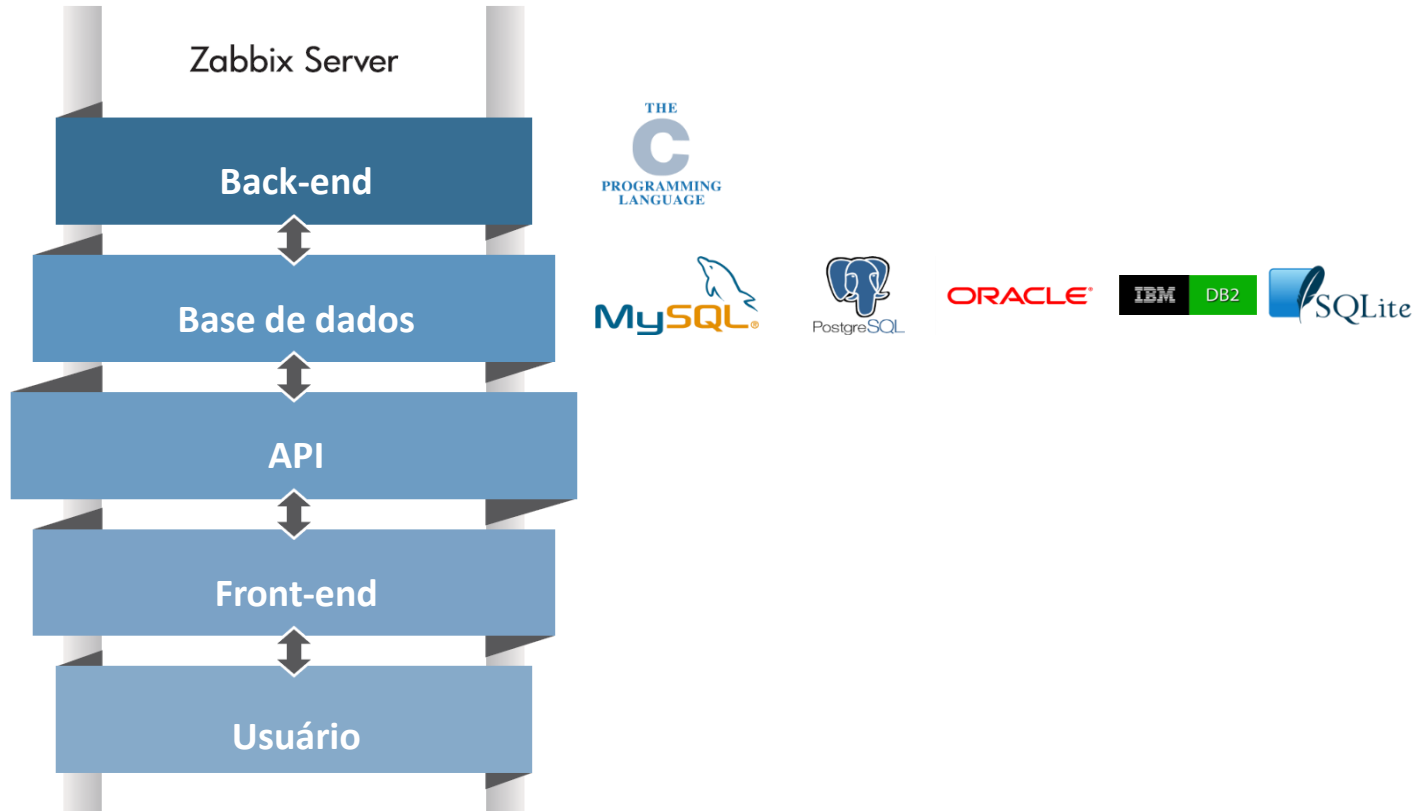 Zabbix Server
THE
C
PROGRAMMING
LANGUAGE
Back-end
MySQL®
PostgreSQL
ORACLE®
IBM DB2
SQLite
Base de dados
API
Front-end
Usuário